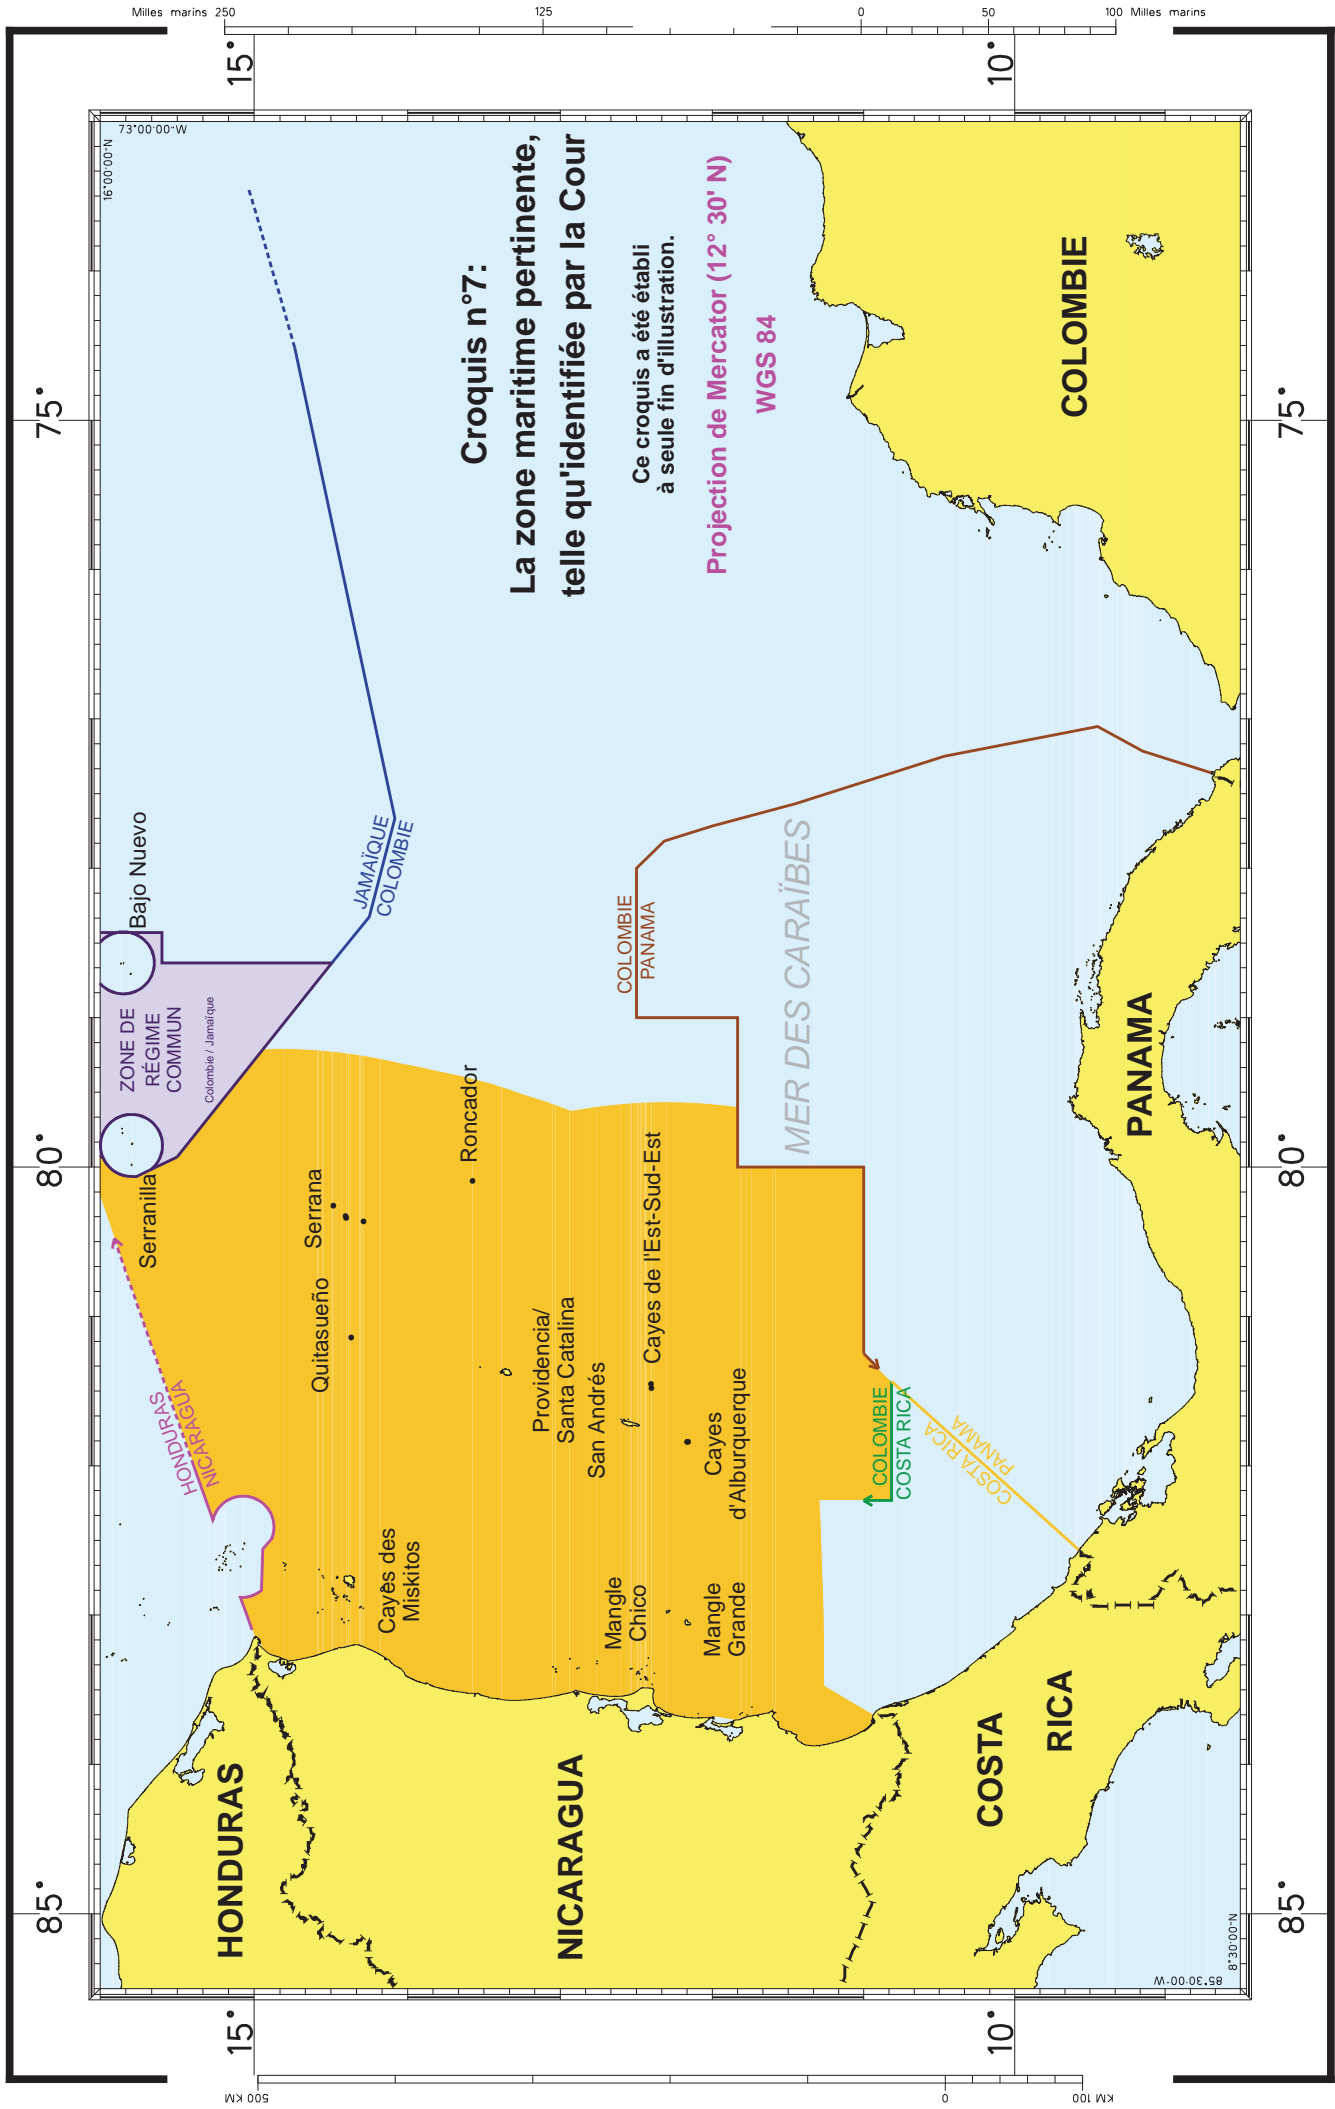 Croquis n°7:
La zone maritime pertinente,
telle qu'identifiée par la Cour
Ce croquis a été établi
à seule fin d'illustration.
Projection de Mercator (12° 30' N)
WGS 84
Milles marins 250
125
0
50
100 Milles marins
500 KM
0
KM 100
15°
10°
15°
10°
85°
80°
75°
85°
80°
75°
16°00'00"N
73°00'00"W
8°30'00"N
85°30'00"W
HONDURAS
NICARAGUA
COSTA
RICA
PANAMA
COLOMBIE
MER DES CARAÏBES
HONDURAS
NICARAGUA
ZONE DE
RÉGIME
COMMUN
Colombie / Jamaïque
JAMAÏQUE
COLOMBIE
COLOMBIE
PANAMA
COLOMBIE
COSTA RICA
COSTA RICA
PANAMA
Bajo Nuevo
Serranilla
Serrana
Quitasueño
Roncador
Providencia/
Santa Catalina
San Andrés
Cayes de l'Est-Sud-Est
Cayes
d'Alburquerque
Cayes des
Miskitos
Mangle
Chico
Mangle
Grande